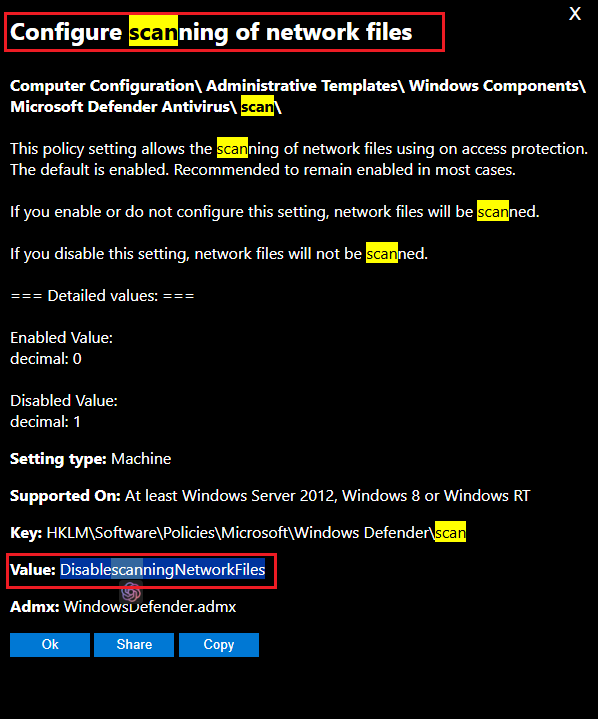 X
Configure scanning of network files
Computer Configuration\ Administrative Templates\ Windows Components\
Microsoft Defender Antivirus\ scan\
This policy setting allows the scanning of network files using on access protection.
The default is enabled. Recommended to remain enabled in most cases.
If you enable or do not configure this setting, network files will be scanned.
If you disable this setting, network files will not be scanned.
=== Detailed values: ===
Enabled Value:
decimal: 0
Disabled Value:
decimal: 1
Setting type: Machine
Supported On: At least Windows Server 2012, Windows 8 or Windows RT
Key: HKLM\Software\Policies\Microsoft\Windows Defender\scan
Value: DisablescanningNetworkFiles
Admx: WindowsDefender.admx
Ok Share Copy